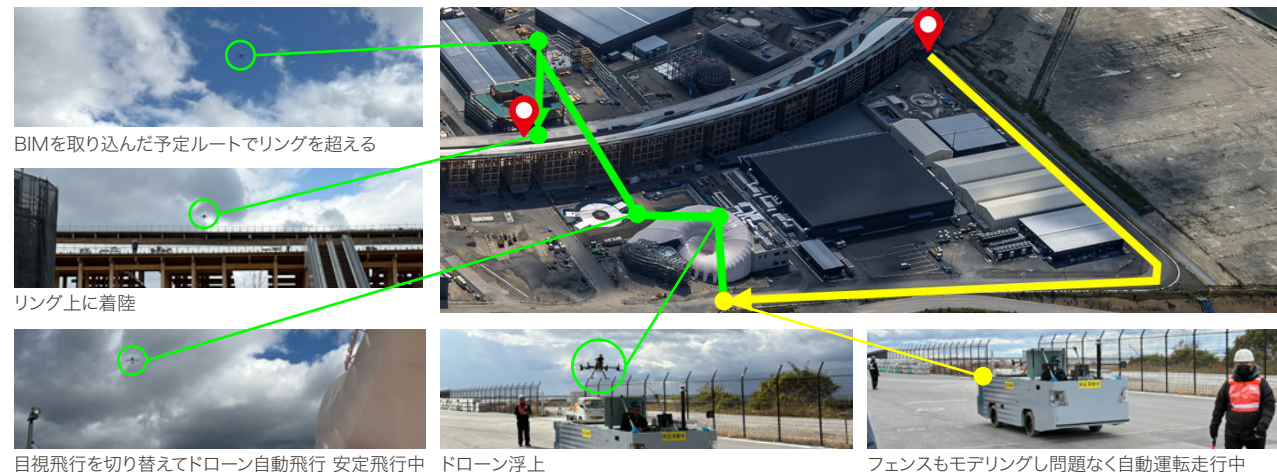 BIMを取り込んだ予定ルートでリングを超える
リング上に着陸
目視飛行を切り替えてドローン自動飛行 安定飛行中
ドローン浮上
フェンスもモデリングし問題なく自動運転走行中